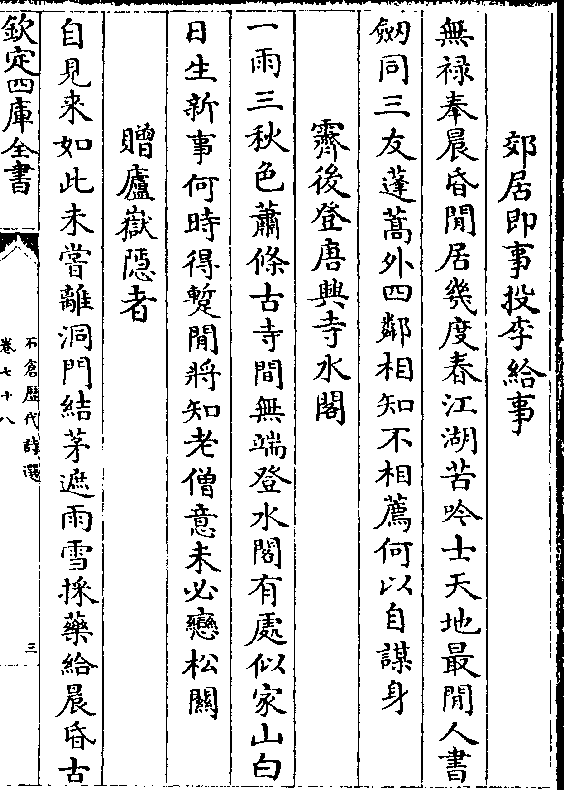 郊居即事投李給事
無禄奉晨昏閒居幾度春江湖苦吟士天地最閒人書
劒同三友蓬蒿外四鄰相知不相薦何以自謀身
霽後登唐興寺水閣
一雨三秋色蕭條古寺間無端登水閣有處似家山白
日生新事何時得蹔閒將知老僧意未必戀松關
贈廬嶽隱者
自見来如此未嘗離洞門結茅遮雨雪採藥給晨昏古
欽定四庫全書
石倉歷代詩選
卷七十八
三